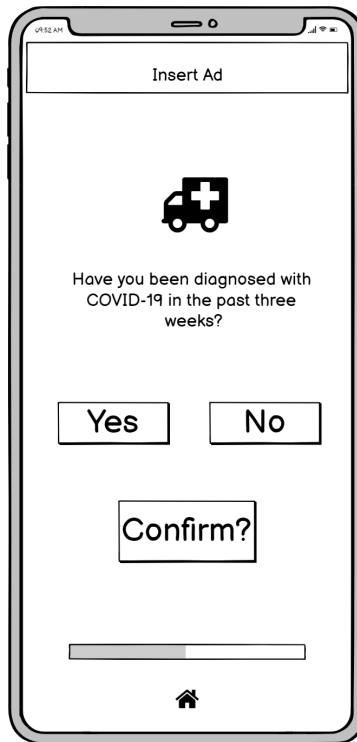 09:52 AM
Insert Ad
Have you been diagnosed with
COVID-19 in the past three
weeks?
Yes No
Confirm?